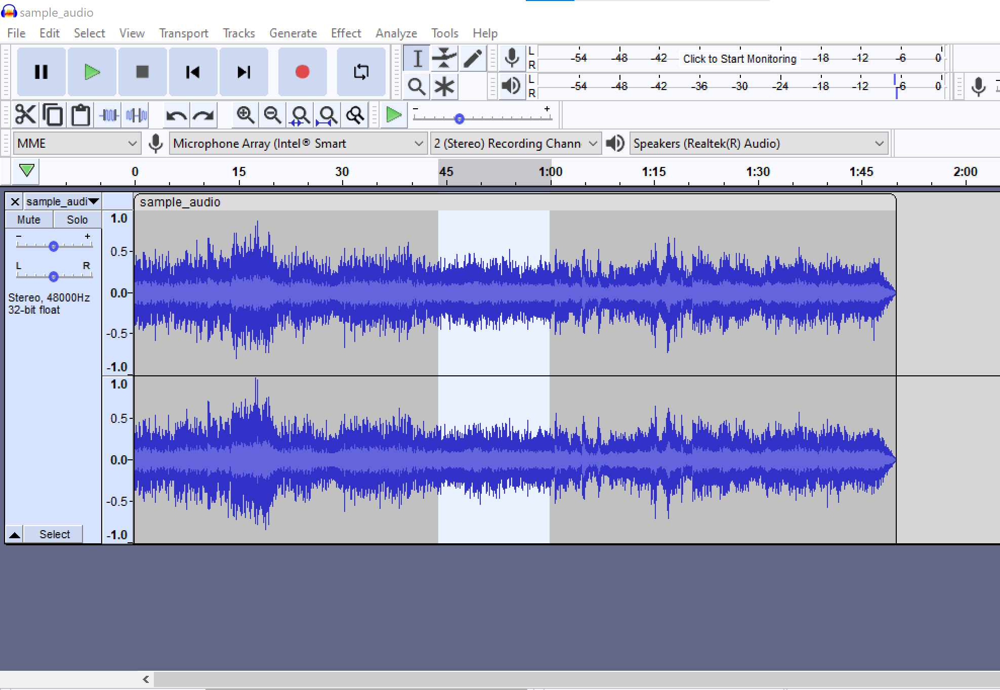 sample_audio
File Edit Select View Transport Tracks Generate Effect Analyze Tools Help
L -54 -48 -42 Click to Start Monitoring -18 -12 -6 0
R
L -54 -48 -42 -36 -30 -24 -18 -12 -6 0
R
- +
MME Microphone Array (Intel® Smart 2 (Stereo) Recording Chann Speakers (Realtek(R) Audio)
0 15 30 45 1:00 1:15 1:30 1:45 2:00
sample_audi sample_audio
Mute Solo 1.0
- +
0.5
L R
0.0
Stereo, 48000Hz
32-bit float
-0.5
-1.0
1.0
0.5
0.0
-0.5
Select -1.0